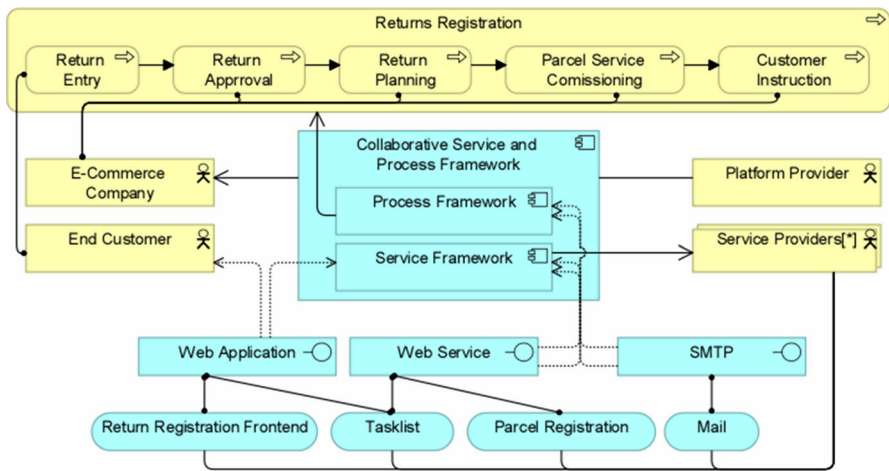 Returns Registration
Return
Entry
Return
Apprroval
Return
Planning
Parcel Service
Comissioning
Customer
Instruction
Collaborative Service and
Process Framework
E-Commerce
Company
Platform Provider
Process Framework
End Customer
Service Framework
Service Providers[*]
Web Application
Web Service
SMTP
Return Registration Frontend
Tasklist
Parcel Registration
Mail